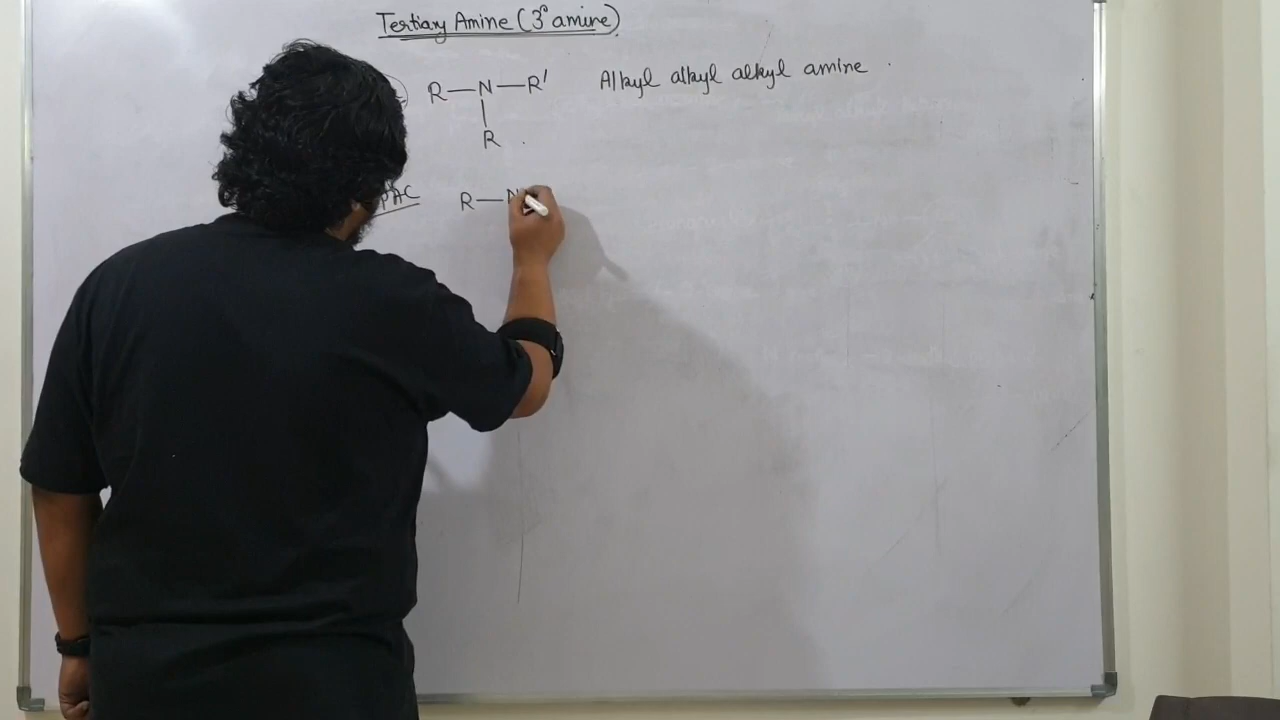 Tertiary Amine (3° amine)
R—N—R' Alkyl alkyl alkyl amine
R
R—N